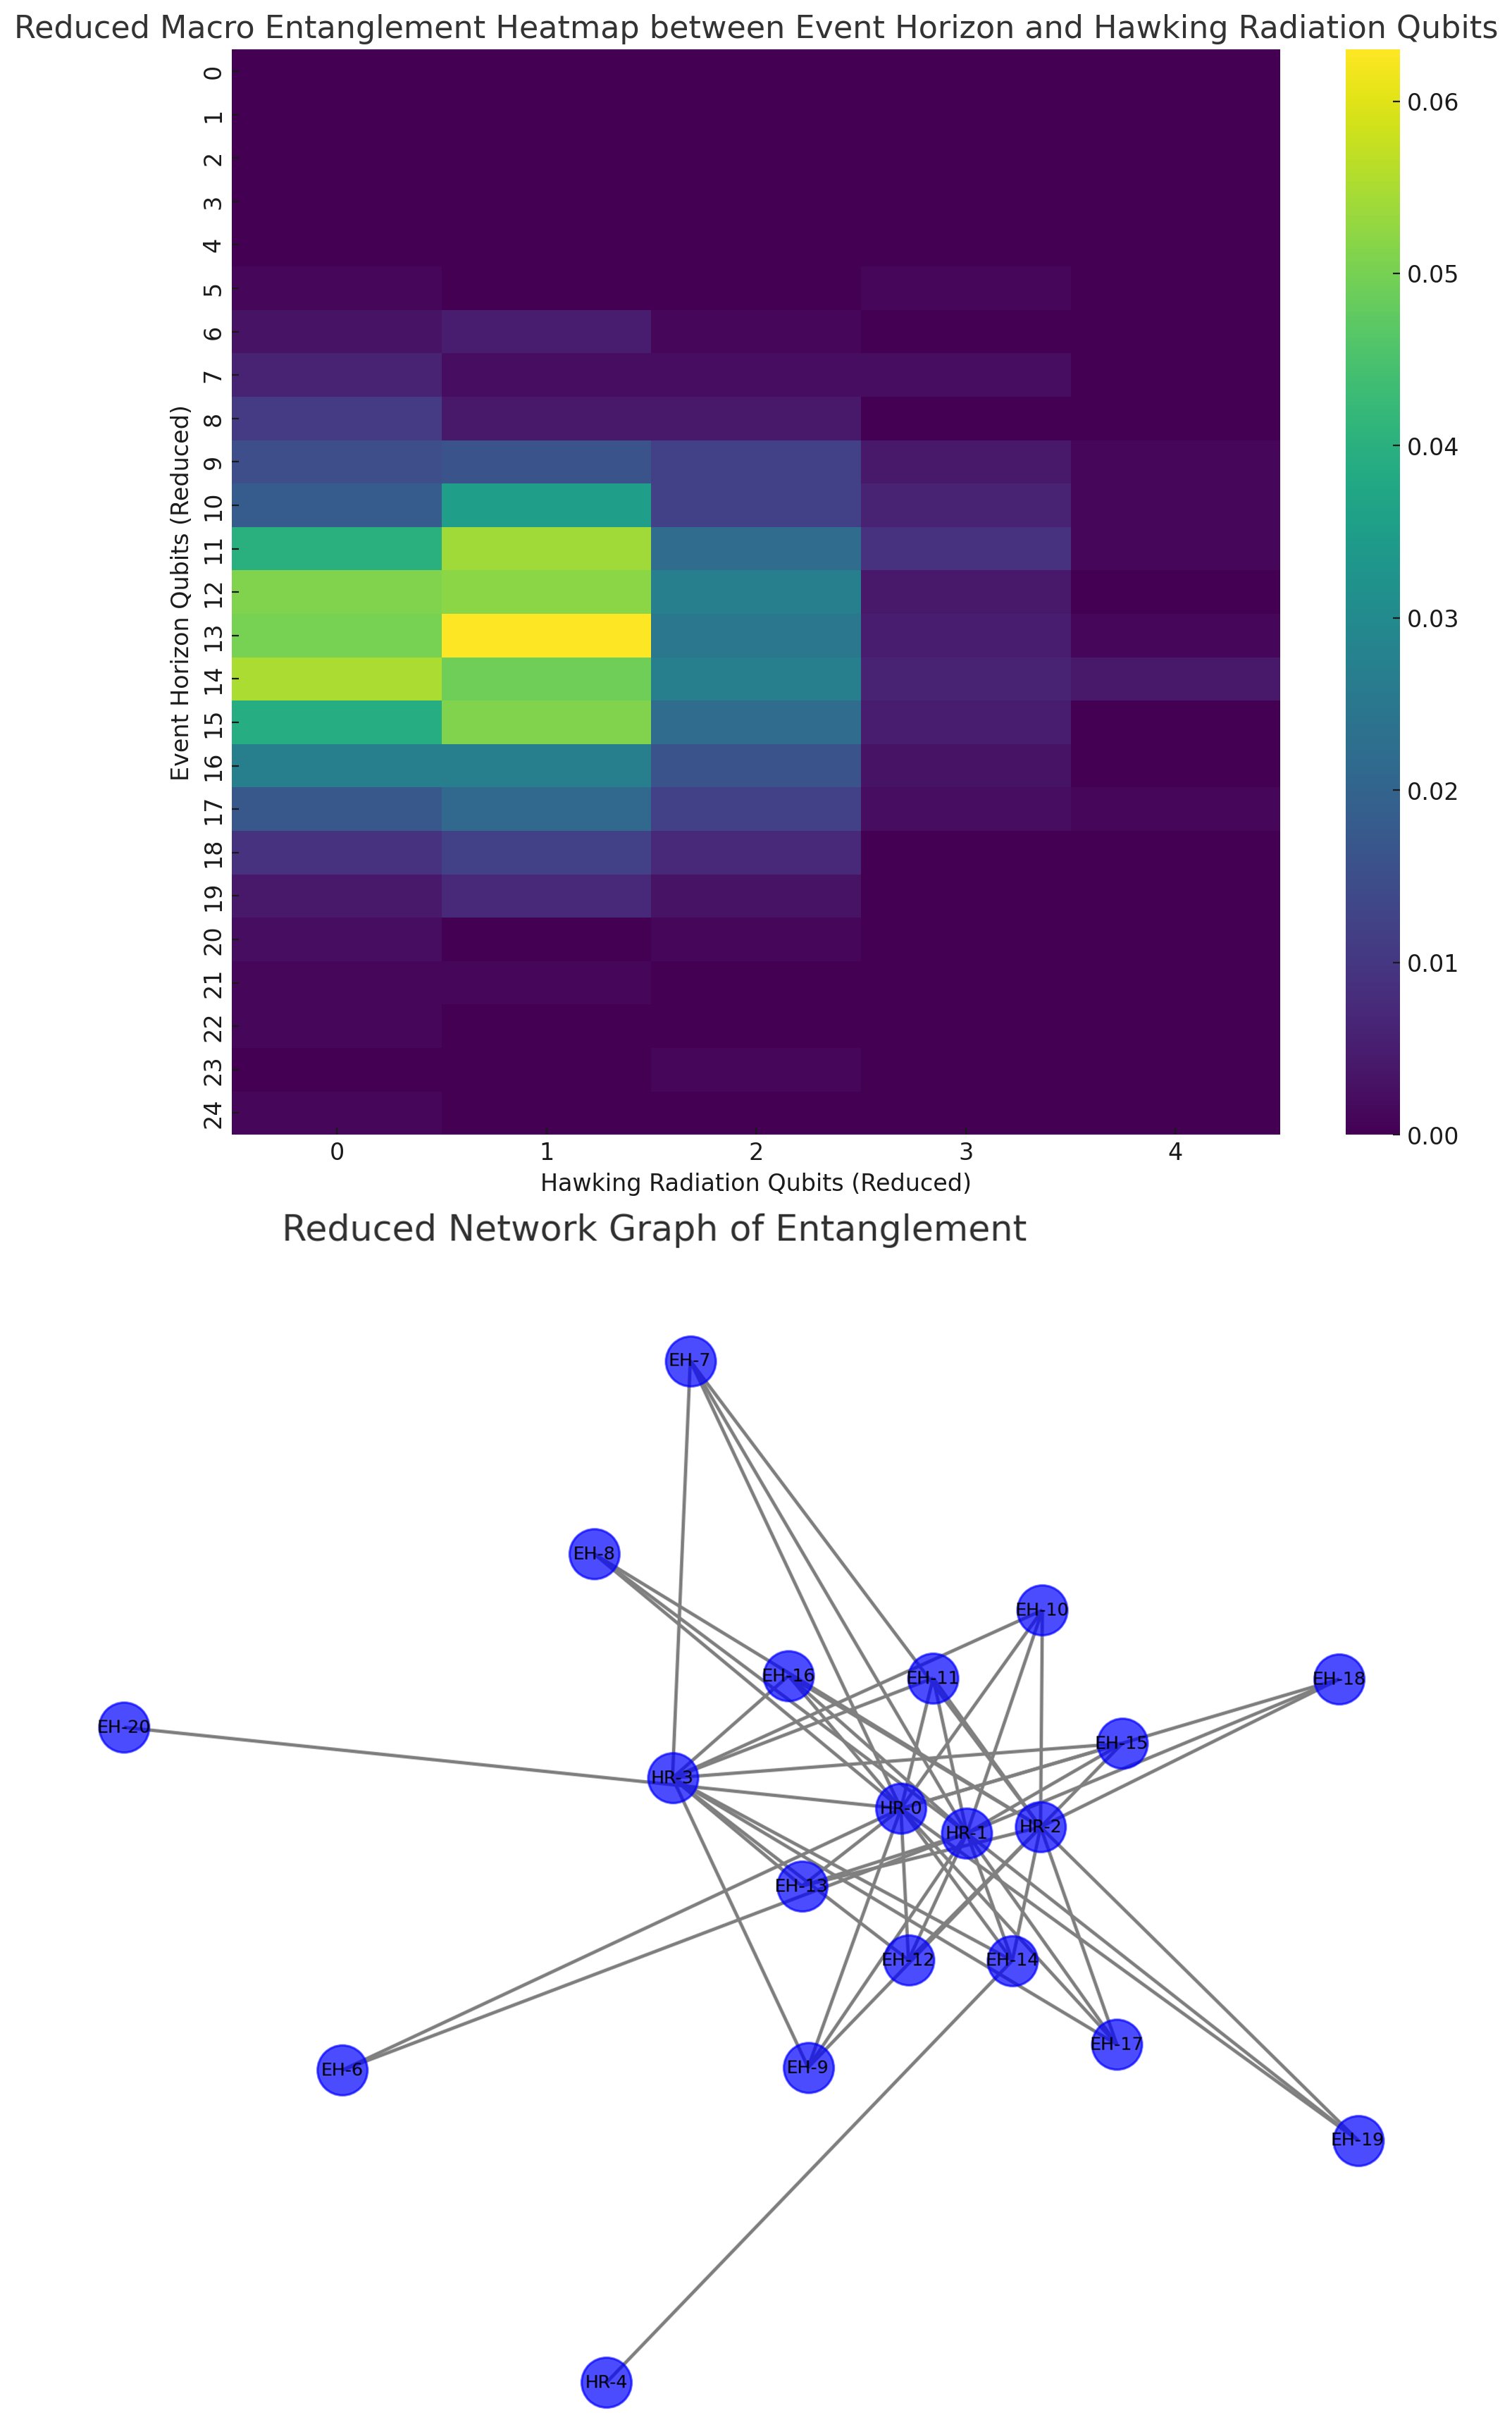 Reduced Macro Entanglement Heatmap between Event Horizon and Hawking Radiation Qubits
Event Horizon Qubits (Reduced)
0
1
2
3
4
5
6
7
8
9
10
11
12
13
14
15
16
17
18
19
20
21
22
23
24
0 1 2 3 4
Hawking Radiation Qubits (Reduced)
0.06
0.05
0.04
0.03
0.02
0.01
0.00
Reduced Network Graph of Entanglement
EH-7
EH-8
EH-10
EH-16
EH-11
EH-18
EH-20
EH-15
HR-3
HR-0
HR-1
HR-2
EH-13
EH-12
EH-14
EH-17
EH-6
EH-9
EH-19
HR-4